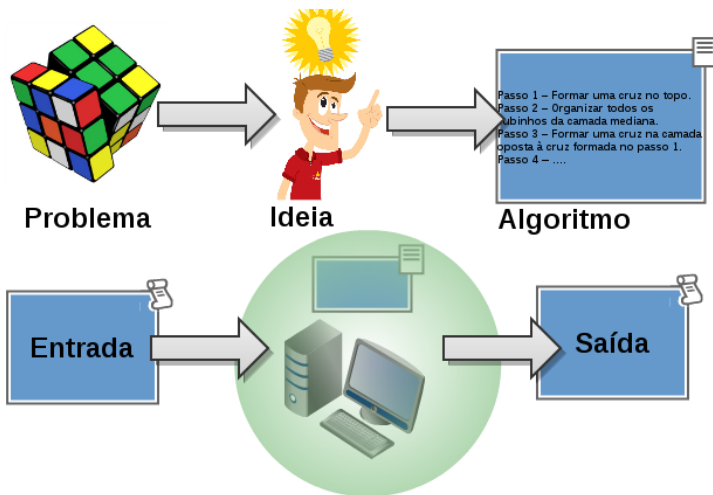 Passo 1 – Formar uma cruz no topo.
Passo 2 – Organizar todos os
cubinhos da camada mediana.
Passo 3 – Formar uma cruz na camada
oposta à cruz formada no passo 1.
Passo 4 – ....
Problema
Ideia
Algoritmo
Entrada
Saída